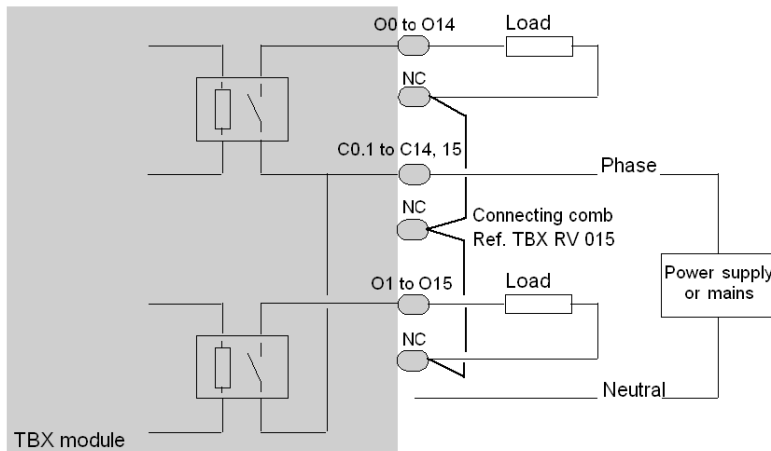 O0 to O14
Load
NC
C0.1 to C14, 15
Phase
NC
Connecting comb
Ref. TBX RV 015
Power supply
or mains
O1 to O15
Load
NC
Neutral
TBX module